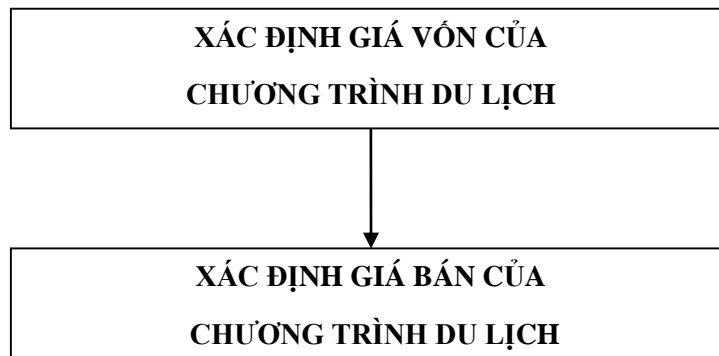 XÁC ĐỊNH GIÁ VỐN CỦA
CHƯƠNG TRÌNH DU LỊCH
XÁC ĐỊNH GIÁ BÁN CỦA
CHƯƠNG TRÌNH DU LỊCH